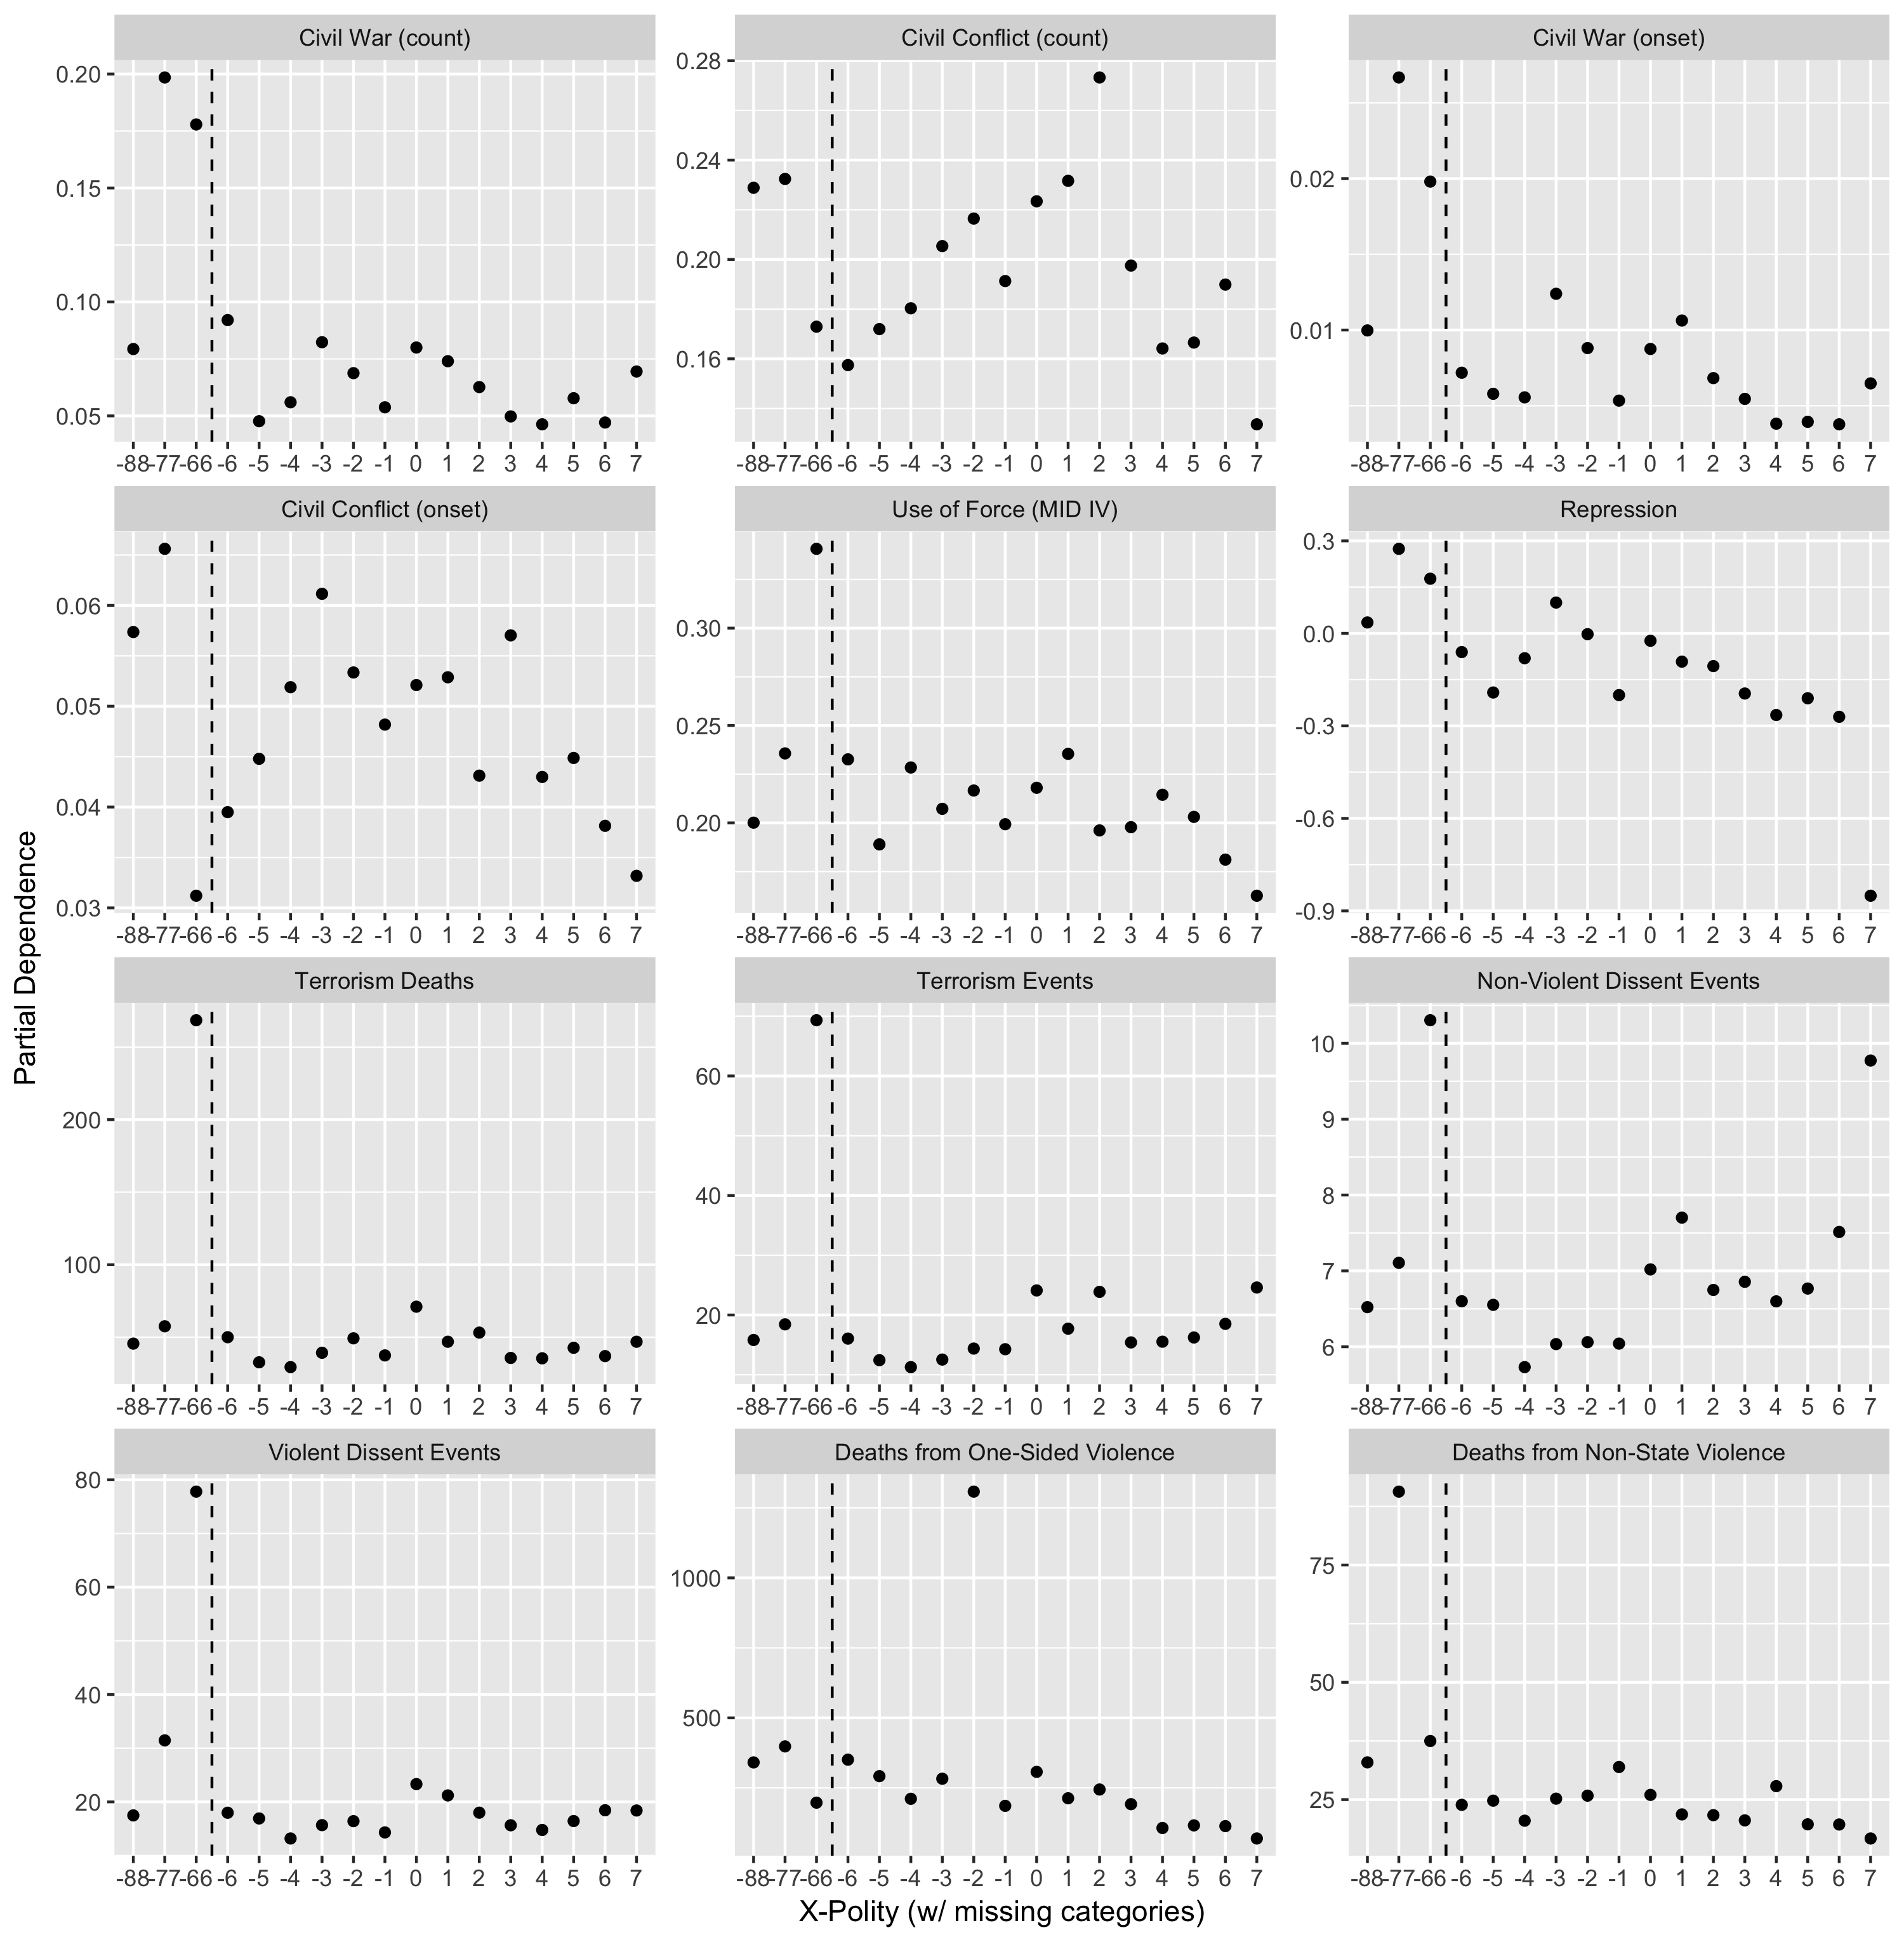 Civil War (count) Civil Conflict (count) Civil War (onset)
0.20 0.15 0.10 0.05
0.28 0.24 0.20 0.16
0.02 0.01
-88 -77 -66 -6 -5 -4 -3 -2 -1 0 1 2 3 4 5 6 7
-88 -77 -66 -6 -5 -4 -3 -2 -1 0 1 2 3 4 5 6 7
-88 -77 -66 -6 -5 -4 -3 -2 -1 0 1 2 3 4 5 6 7
Civil Conflict (onset) Use of Force (MID IV) Repression
0.06 0.05 0.04 0.03
0.30 0.25 0.20
0.3 0.0 -0.3 -0.6 -0.9
-88 -77 -66 -6 -5 -4 -3 -2 -1 0 1 2 3 4 5 6 7
-88 -77 -66 -6 -5 -4 -3 -2 -1 0 1 2 3 4 5 6 7
-88 -77 -66 -6 -5 -4 -3 -2 -1 0 1 2 3 4 5 6 7
Partial Dependence
Terrorism Deaths Terrorism Events Non-Violent Dissent Events
200 100
60 40 20
10 9 8 7 6
-88 -77 -66 -6 -5 -4 -3 -2 -1 0 1 2 3 4 5 6 7
-88 -77 -66 -6 -5 -4 -3 -2 -1 0 1 2 3 4 5 6 7
-88 -77 -66 -6 -5 -4 -3 -2 -1 0 1 2 3 4 5 6 7
Violent Dissent Events Deaths from One-Sided Violence Deaths from Non-State Violence
80 60 40 20
1000 500
75 50 25
-88 -77 -66 -6 -5 -4 -3 -2 -1 0 1 2 3 4 5 6 7
-88 -77 -66 -6 -5 -4 -3 -2 -1 0 1 2 3 4 5 6 7
-88 -77 -66 -6 -5 -4 -3 -2 -1 0 1 2 3 4 5 6 7
X-Polity (w/ missing categories)